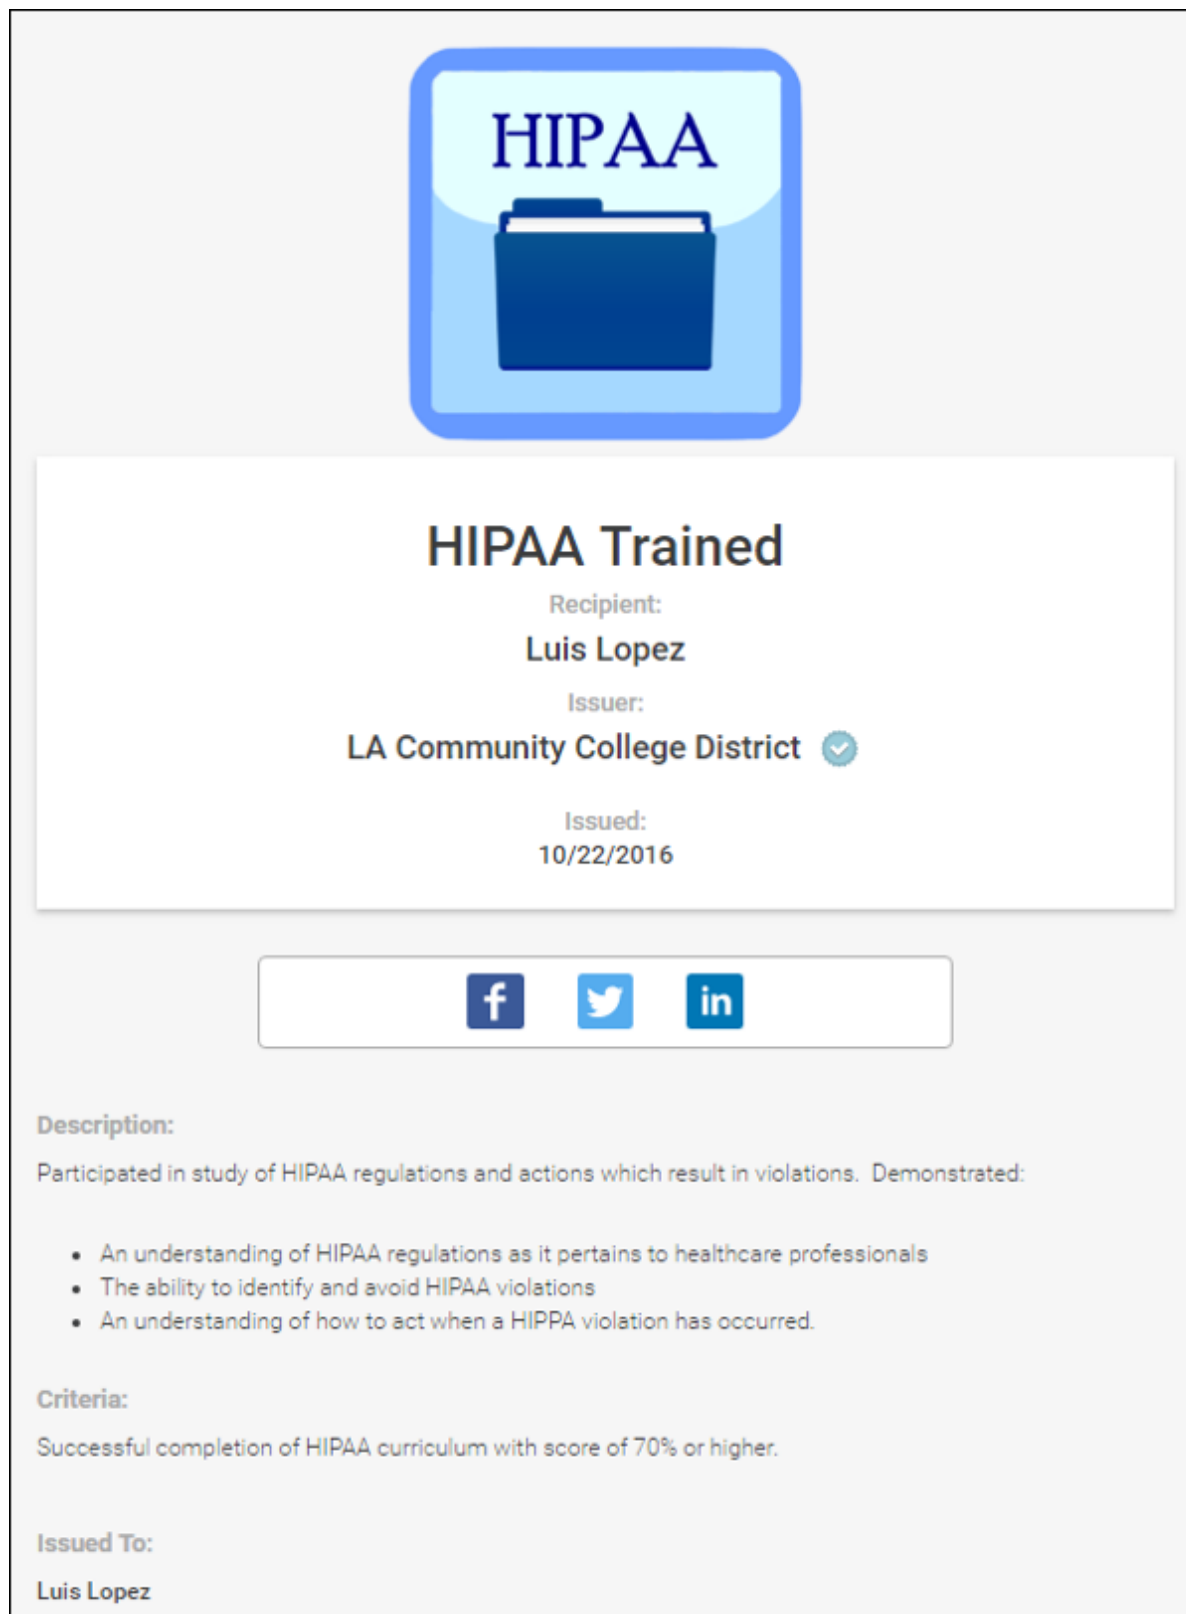 HIPAA
HIPAA Trained
Recipient:
Luis Lopez
Issuer:
LA Community College District
Issued:
10/22/2016
f
in
Description:
Participated in study of HIPAA regulations and actions which result in violations.  Demonstrated:
• An understanding of HIPAA regulations as it pertains to healthcare professionals
• The ability to identify and avoid HIPAA violations
• An understanding of how to act when a HIPPA violation has occurred.
Criteria:
Successful completion of HIPAA curriculum with score of 70% or higher.
Issued To:
Luis Lopez